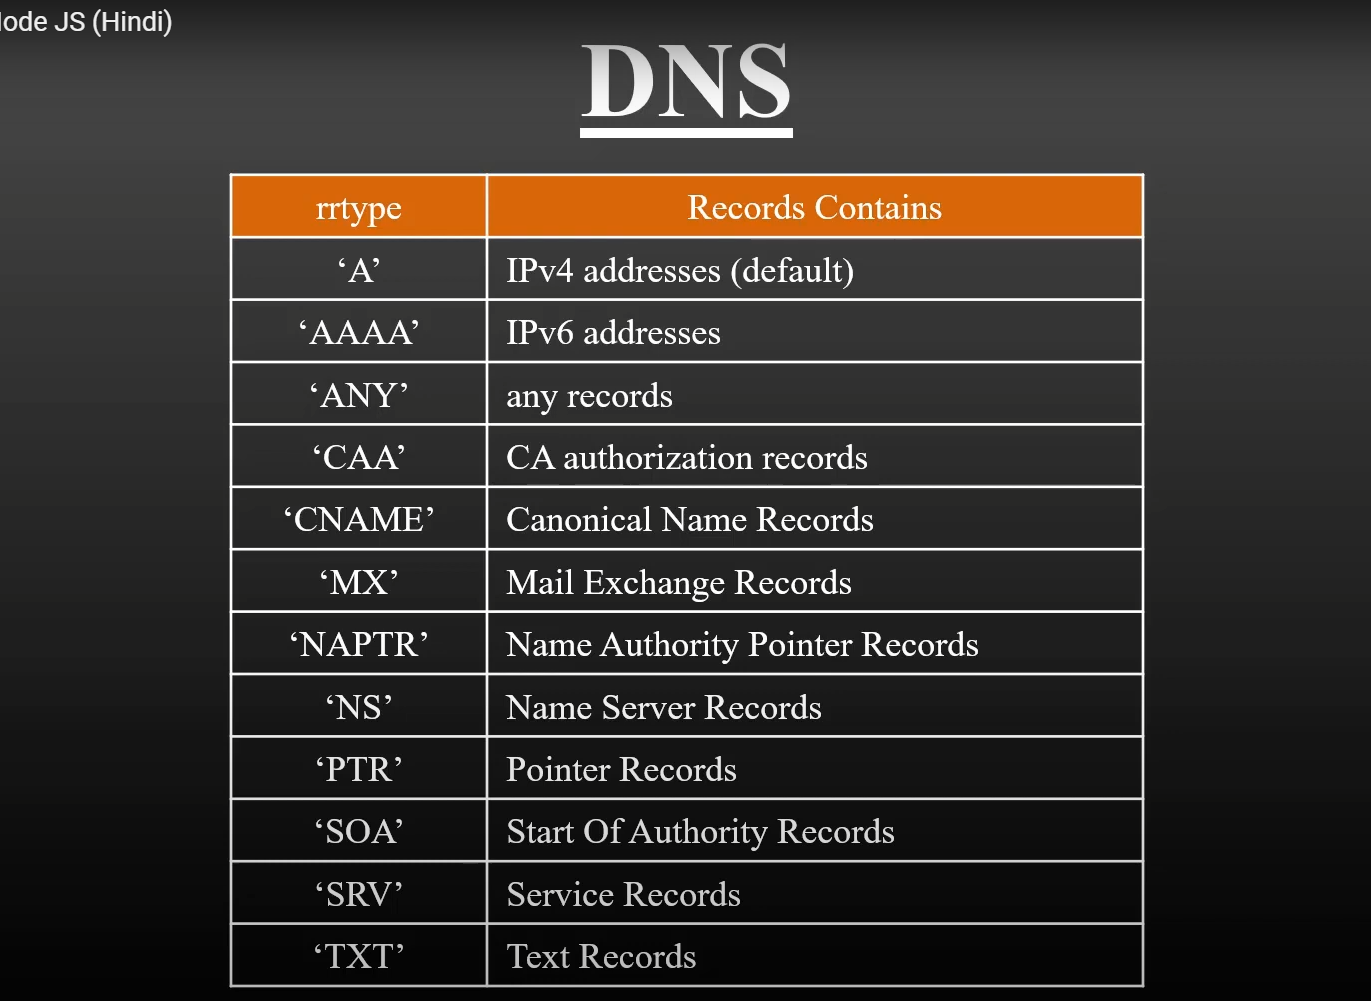 JS (Hindi)
DNS
rrtype Records Contains
‘A’ IPv4 addresses (default)
‘AAAA’ IPv6 addresses
‘ANY’ any records
‘CAA’ CA authorization records
‘CNAME’ Canonical Name Records
‘MX’ Mail Exchange Records
‘NAPTR’ Name Authority Pointer Records
‘NS’ Name Server Records
‘PTR’ Pointer Records
‘SOA’ Start Of Authority Records
‘SRV’ Service Records
‘TXT’ Text Records